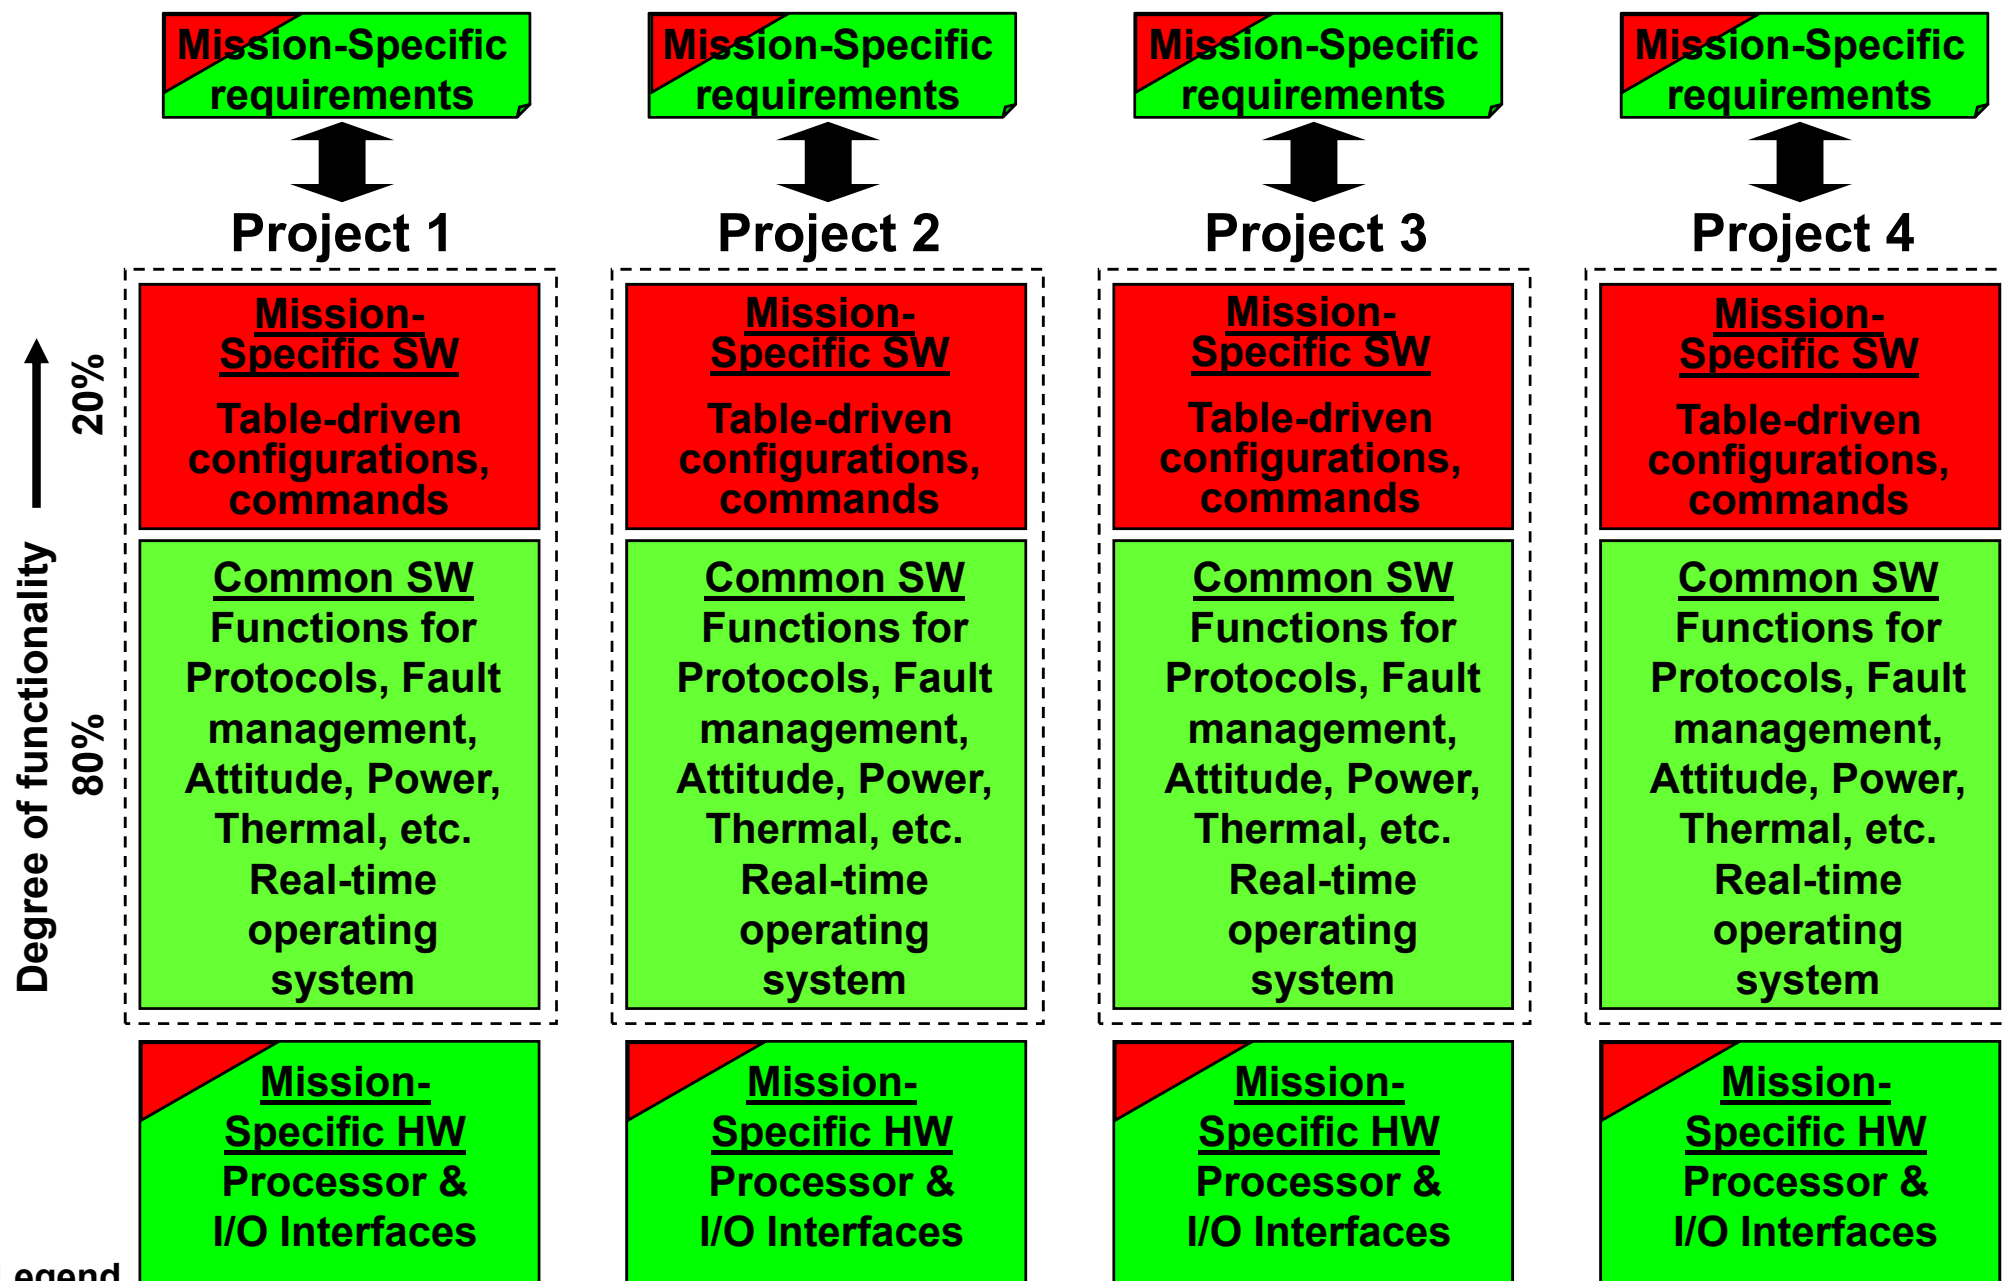 Mission-Specific
requirements
Mission-Specific
requirements
Mission-Specific
requirements
Mission-Specific
requirements
Project 1
Project 2
Project 3
Project 4
Degree of functionality
20%
80%
Mission-
Specific SW
Table-driven
configurations,
commands
Mission-
Specific SW
Table-driven
configurations,
commands
Mission-
Specific SW
Table-driven
configurations,
commands
Mission-
Specific SW
Table-driven
configurations,
commands
Common SW
Functions for
Protocols, Fault
management,
Attitude, Power,
Thermal, etc.
Real-time
operating
system
Common SW
Functions for
Protocols, Fault
management,
Attitude, Power,
Thermal, etc.
Real-time
operating
system
Common SW
Functions for
Protocols, Fault
management,
Attitude, Power,
Thermal, etc.
Real-time
operating
system
Common SW
Functions for
Protocols, Fault
management,
Attitude, Power,
Thermal, etc.
Real-time
operating
system
Mission-
Specific HW
Processor &
I/O Interfaces
Mission-
Specific HW
Processor &
I/O Interfaces
Mission-
Specific HW
Processor &
I/O Interfaces
Mission-
Specific HW
Processor &
I/O Interfaces
Legend